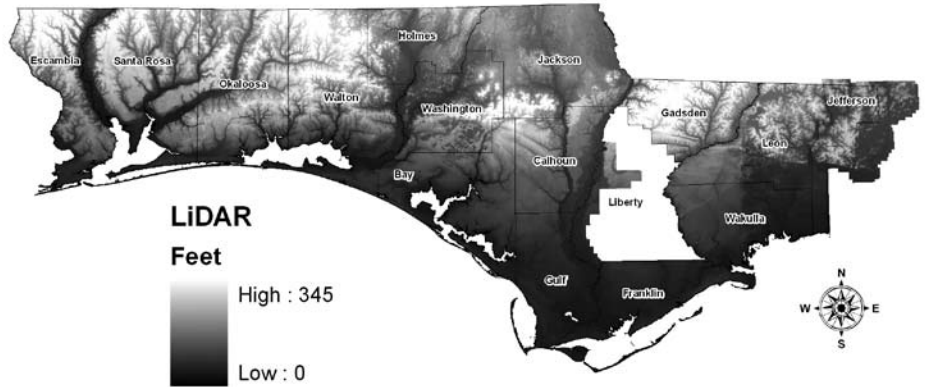 Holmes
Escambia
Santa Rosa
Jackson
Okaloosa
Walton
Washington
Gadsden
Jefferson
Leon
Calhoun
Bay
Liberty
Wakulla
LiDAR
Feet
High : 345
Low : 0
Gulf
Franklin
N
W
E
S